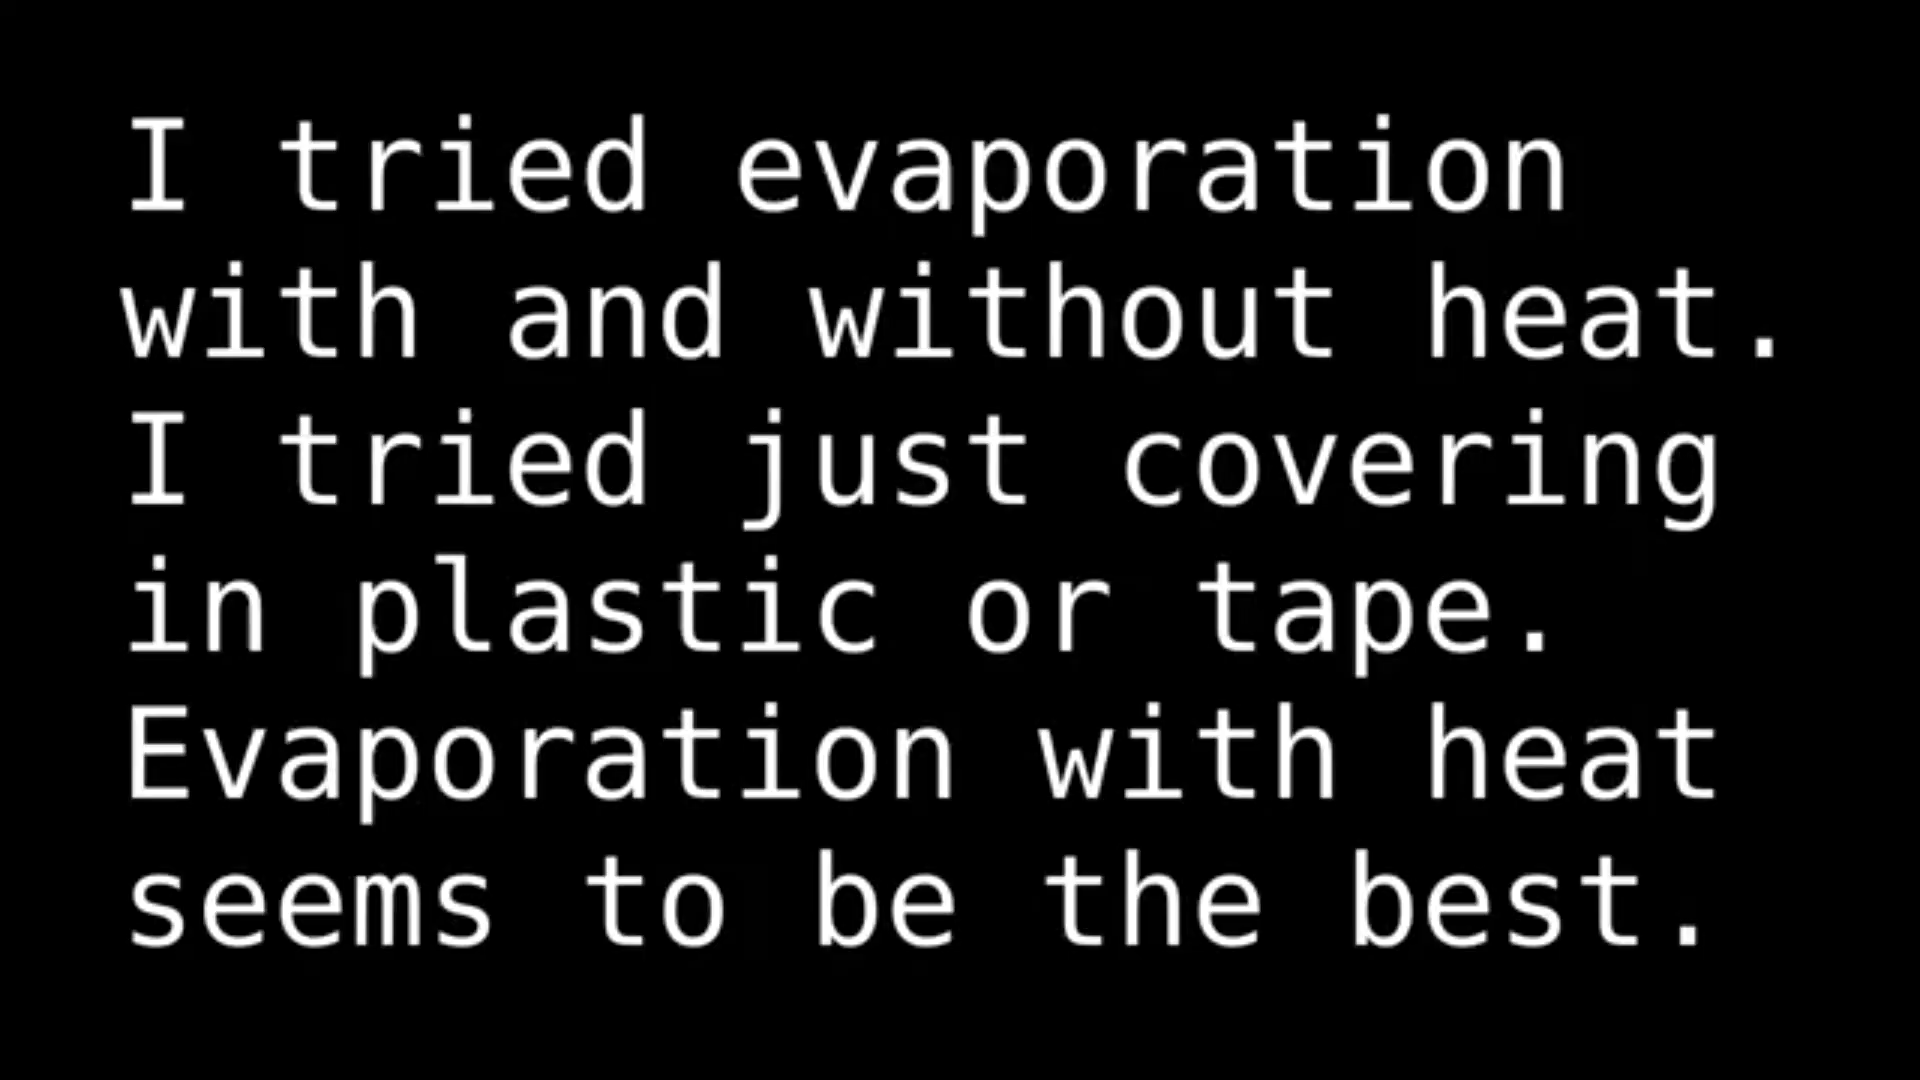 I tried evaporation
with and without heat.
I tried just covering
in plastic or tape.
Evaporation with heat
seems to be the best.